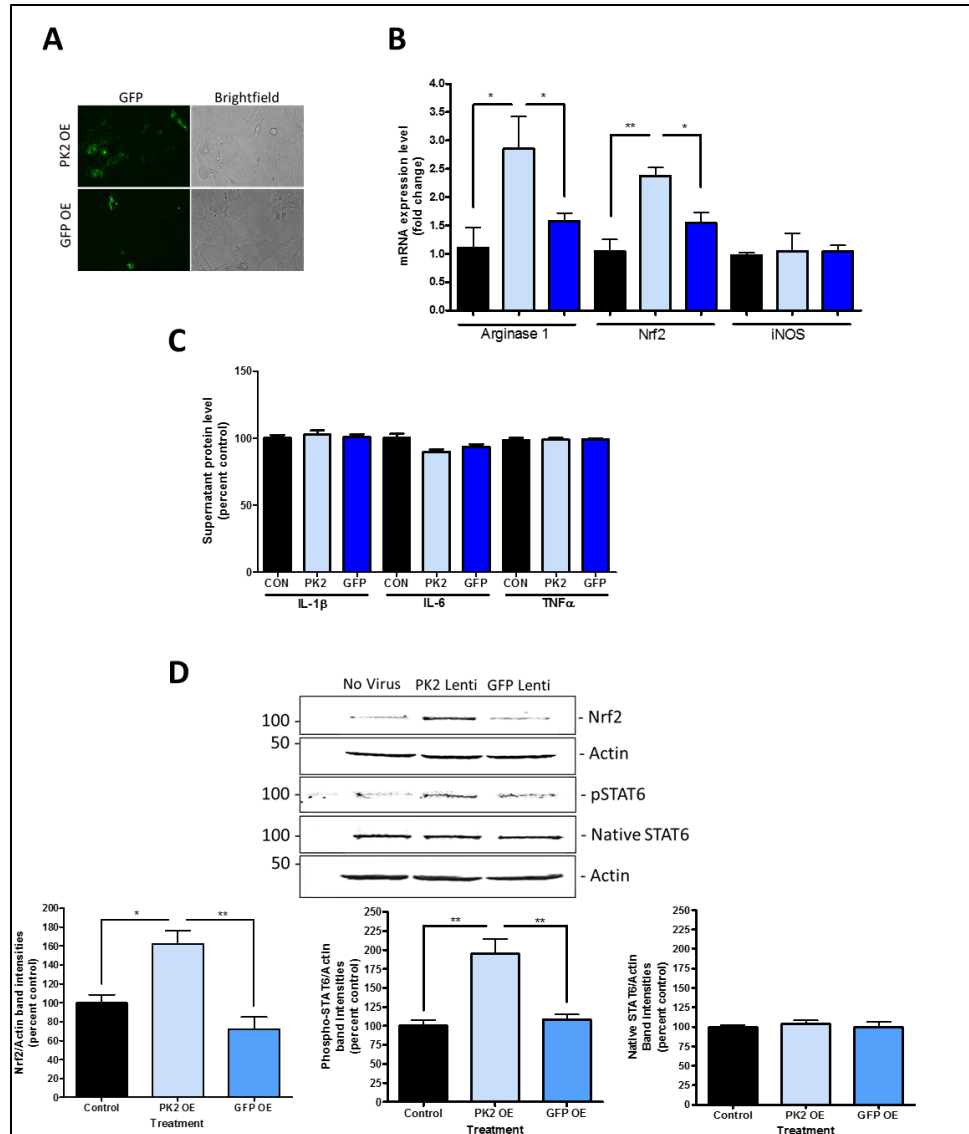 A
GFP Brightfield
PK2 OE
GFP OE
B
mRNA expression level
(fold change)
4.0
3.5
3.0
2.5
2.0
1.5
1.0
0.5
0.0
* *
** *
Arginase 1 Nrf2 iNOS
C
Supernatant protein level
(percent control)
150
100
50
0
CON PK2 GFP CON PK2 GFP CON PK2 GFP
IL-1β IL-6 TNFα
D
No Virus PK2 Lenti GFP Lenti
100 - Nrf2
50 - Actin
100 - pSTAT6
100 - Native STAT6
50 - Actin
Nrf2/Actin band intensities
(percent control)
200
180
160
140
120
100
80
60
40
20
0
* **
Control PK2 OE GFP OE
Treatment
Phospho-STAT6/Actin
band intensities
(percent control)
250
225
200
175
150
125
100
75
50
25
0
** **
Control PK2 OE GFP OE
Treatment
Native STAT6/Actin
Band intensities
(percent control)
250
225
200
175
150
125
100
75
50
25
0
Control PK2 OE GFP OE
Treatment